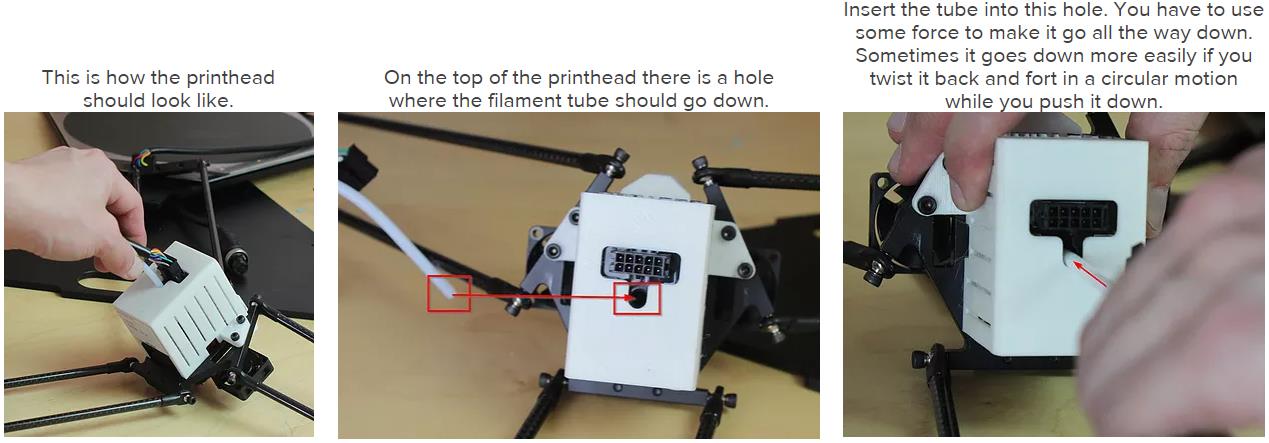 This is how the printhead
should look like.
On the top of the printhead there is a hole
where the filament tube should go down.
Insert the tube into this hole. You have to use
some force to make it go all the way down.
Sometimes it goes down more easily if you
twist it back and fort in a circular motion
while you push it down.